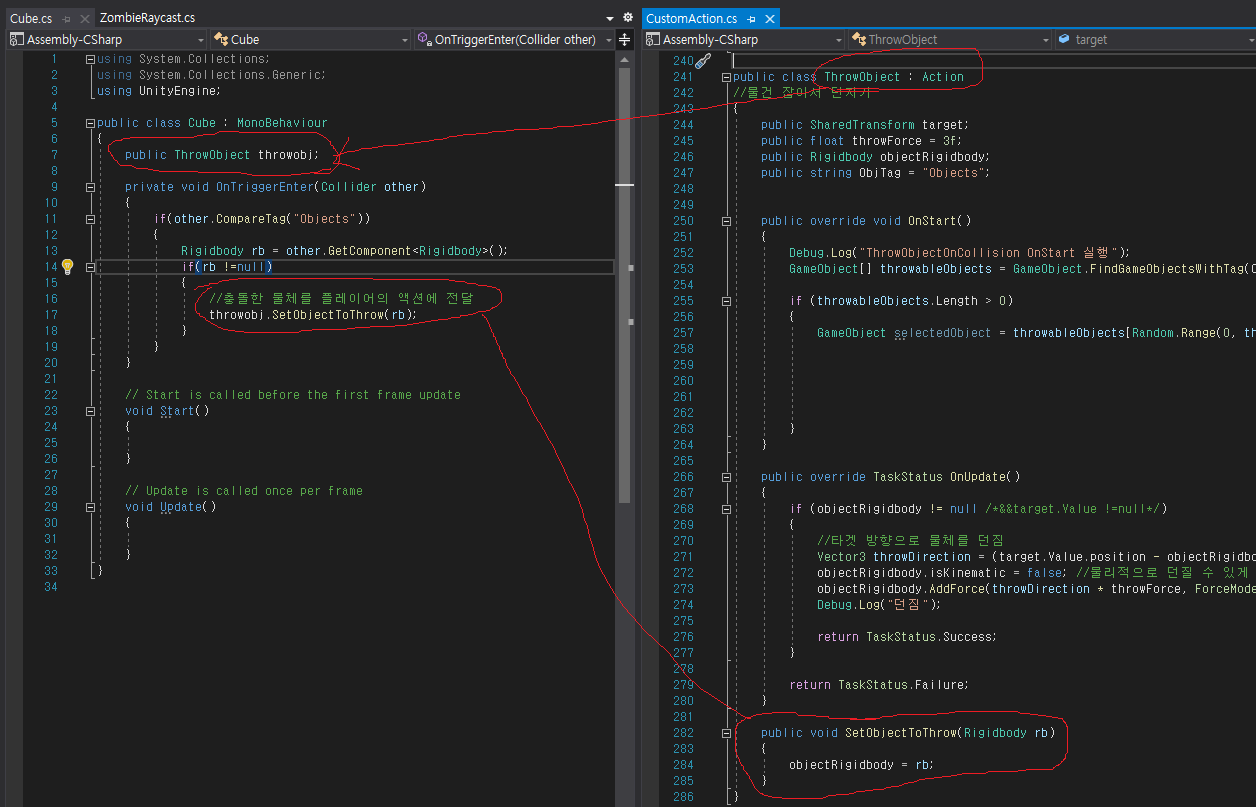 Cube.cs
ZombieRaycast.cs
Assembly-CSharp
Cube
OnTriggerEnter(Collider other)
1 using System.Collections;
2 using System.Collections.Generic;
3 using UnityEngine;
4
5 public class Cube : MonoBehaviour
6 {
7 public ThrowObject throwobj;
8
9 private void OnTriggerEnter(Collider other)
10 {
11 if(other.CompareTag("Objects"))
12 {
13 Rigidbody rb = other.GetComponent<Rigidbody>();
14 if(rb !=null)
15 {
16 //충돌한 물체를 플레이어의 액션에 전달
17 throwobj.SetObjectToThrow(rb);
18 }
19 }
20 }
21
22 // Start is called before the first frame update
23 void Start()
24 {
25
26 }
27
28 // Update is called once per frame
29 void Update()
30 {
31
32 }
33 }
34
CustomAction.cs
Assembly-CSharp
ThrowObject
target
240
241 public class ThrowObject : Action
242 //물건 잡아서 던지기
243 {
244 public SharedTransform target;
245 public float throwForce = 3f;
246 public Rigidbody objectRigidbody;
247 public string ObjTag = "Objects";
248
249
250 public override void OnStart()
251 {
252 Debug.Log("ThrowObjectOnCollision OnStart 실행");
253 GameObject[] throwableObjects = GameObject.FindGameObjectsWithTag(
254
255 if (throwableObjects.Length > 0)
256 {
257 GameObject selectedObject = throwableObjects[Random.Range(0, th
258
259
260
261
262
263 }
264 }
265
266 public override TaskStatus OnUpdate()
267 {
268 if (objectRigidbody != null /*&&target.Value !=null*/)
269 {
270 //타겟 방향으로 물체를 던짐
271 Vector3 throwDirection = (target.Value.position - objectRigidbo
272 objectRigidbody.isKinematic = false; //물리적으로 던질 수 있게
273 objectRigidbody.AddForce(throwDirection * throwForce, ForceMode
274 Debug.Log("던짐");
275
276 return TaskStatus.Success;
277 }
278
279 return TaskStatus.Failure;
280 }
281
282 public void SetObjectToThrow(Rigidbody rb)
283 {
284 objectRigidbody = rb;
285 }
286 }